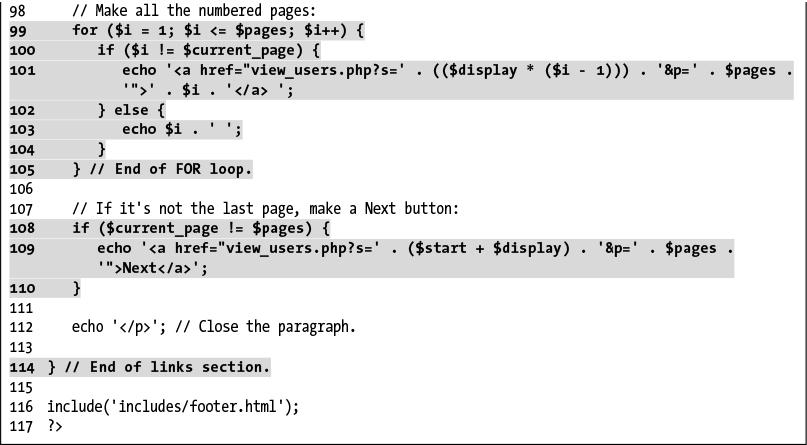 98 // Make all the numbered pages:
99 for ($i = 1; $i <= $pages; $i++) {
100 if ($i != $current_page) {
101 echo '<a href="view_users.php?s=' . (($display * ($i - 1))) . '&p=' . $pages .
'">' . $i . '</a> ';
102 } else {
103 echo $i . ' ';
104 }
105 } // End of FOR loop.
106
107 // If it's not the last page, make a Next button:
108 if ($current_page != $pages) {
109 echo '<a href="view_users.php?s=' . ($start + $display) . '&p=' . $pages .
'">Next</a>';
110 }
111
112 echo '</p>'; // Close the paragraph.
113
114 } // End of links section.
115
116 include('includes/footer.html');
117 ?>